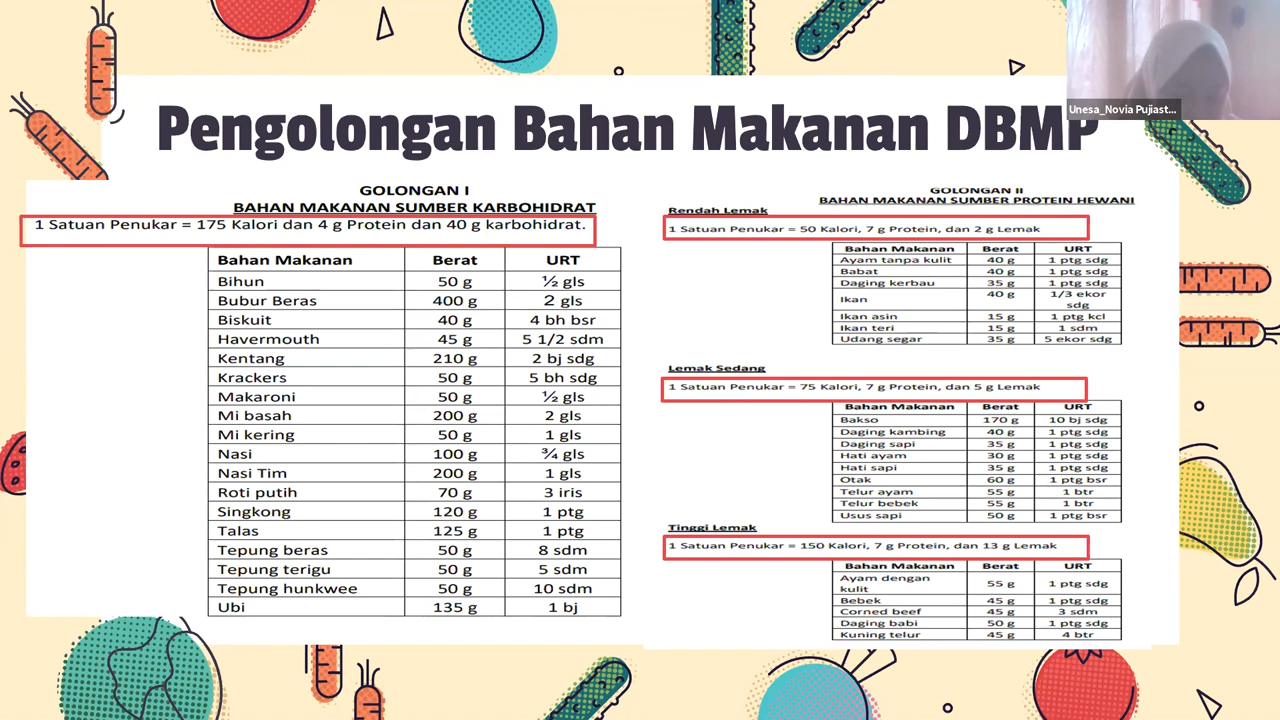 Unesa_Novia Pujiast...
Pengolongan Bahan Makanan DBMP
GOLONGAN I
BAHAN MAKANAN SUMBER KARBOHIDRAT
1 Satuan Penukar = 175 Kalori dan 4 g Protein dan 40 g karbohidrat.
Bahan Makanan Berat URT
Bihun 50 g ½ gls
Bubur Beras 400 g 2 gls
Biskuit 40 g 4 bh bsr
Havermouth 45 g 5 1/2 sdm
Kentang 210 g 2 bj sdg
Krackers 50 g 5 bh sdg
Makaroni 50 g ½ gls
Mi basah 200 g 2 gls
Mi kering 50 g 1 gls
Nasi 100 g ¾ gls
Nasi Tim 200 g 1 gls
Roti putih 70 g 3 iris
Singkong 120 g 1 ptg
Talas 125 g 1 ptg
Tepung beras 50 g 8 sdm
Tepung terigu 50 g 5 sdm
Tepung hunkwee 50 g 10 sdm
Ubi 135 g 1 bj
GOLONGAN II
BAHAN MAKANAN SUMBER PROTEIN HEWANI
Rendah Lemak
1 Satuan Penukar = 50 Kalori, 7 g Protein, dan 2 g Lemak
Bahan Makanan Berat URT
Ayam tanpa kulit 40 g 1 ptg sdg
Babat 40 g 1 ptg sdg
Daging kerbau 35 g 1 ptg sdg
Ikan 40 g 1/3 ekor
sdg
Ikan asin 15 g 1 ptg kcl
Ikan teri 15 g 1 sdm
Udang segar 35 g 5 ekor sdg
Lemak Sedang
1 Satuan Penukar = 75 Kalori, 7 g Protein, dan 5 g Lemak
Bahan Makanan Berat URT
Bakso 170 g 10 bj sdg
Daging kambing 40 g 1 ptg sdg
Daging sapi 35 g 1 ptg sdg
Hati ayam 30 g 1 ptg sdg
Hati sapi 35 g 1 ptg sdg
Otak 60 g 1 ptg bsr
Telur ayam 55 g 1 btr
Telur bebek 55 g 1 btr
Usus sapi 50 g 1 ptg bsr
Tinggi Lemak
1 Satuan Penukar = 150 Kalori, 7 g Protein, dan 13 g Lemak
Bahan Makanan Berat URT
Ayam dengan
kulit 55 g 1 ptg sdg
Bebek 45 g 1 ptg sdg
Corned beef 45 g 3 sdm
Daging babi 50 g 1 ptg sdg
Kuning telur 45 g 4 btr